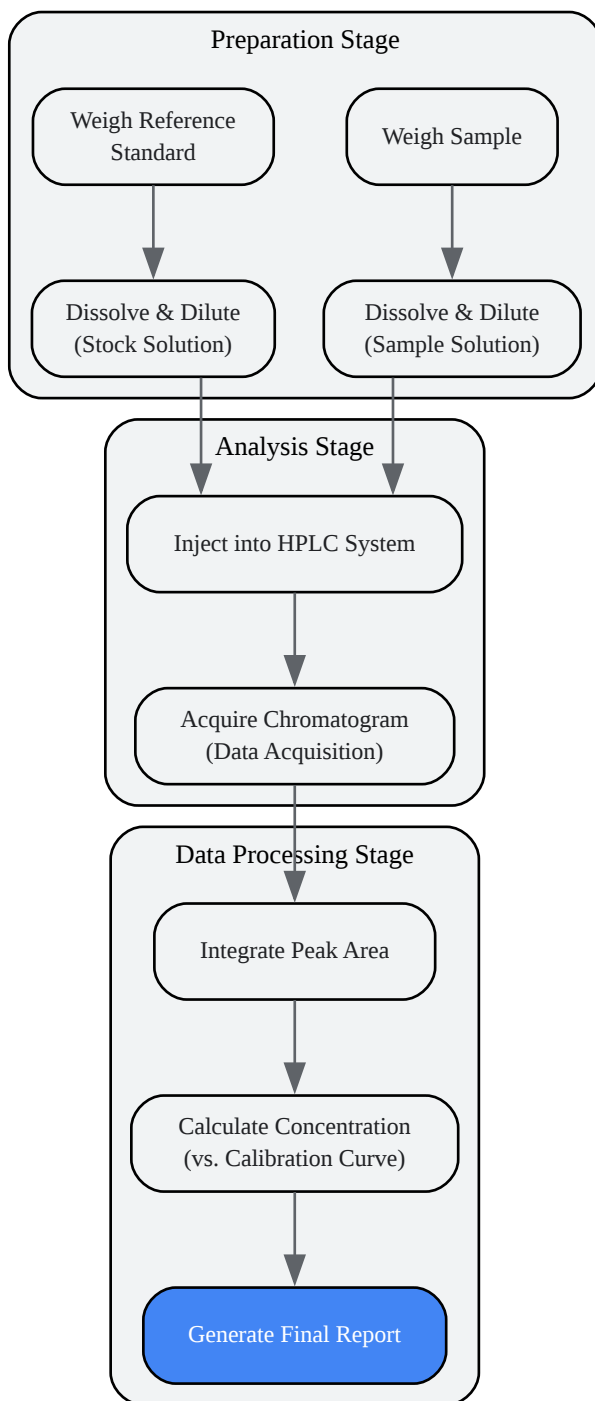 Preparation Stage
Weigh Reference
Standard
Weigh Sample
Dissolve & Dilute
(Stock Solution)
Dissolve & Dilute
(Sample Solution)
Analysis Stage
Inject into HPLC System
Acquire Chromatogram
(Data Acquisition)
Data Processing Stage
Integrate Peak Area
Calculate Concentration
(vs. Calibration Curve)
Generate Final Report